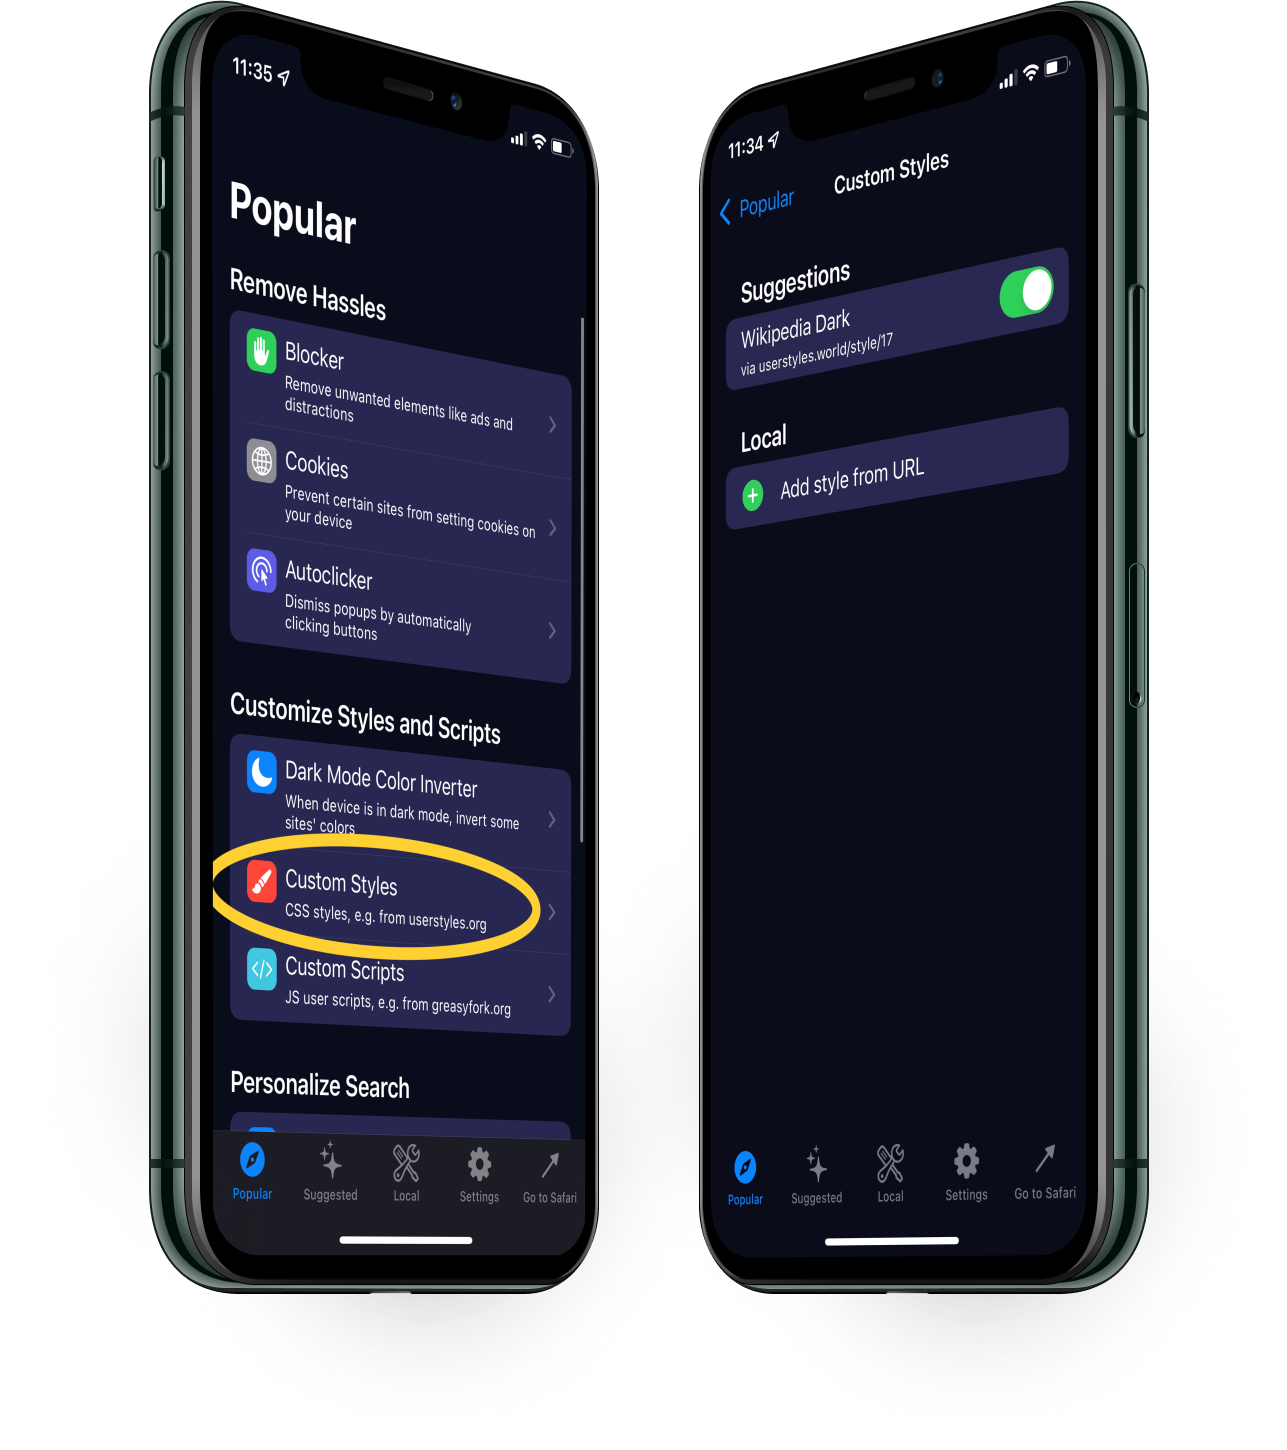 11:35
Popular
Remove Hassles
Blocker
Remove unwanted elements like ads and
distractions
Cookies
Prevent certain sites from setting cookies on
your device
Autoclicker
Dismiss popups by automatically
clicking buttons
Customize Styles and Scripts
Dark Mode Color Inverter
When device is in dark mode, invert some
sites' colors
Custom Styles
CSS styles, e.g. from userstyles.org
Custom Scripts
JS user scripts, e.g. from greasyfork.org
Personalize Search
Popular Suggested Local Settings Go to Safari
11:34
Popular Custom Styles
Suggestions
Wikipedia Dark
via userstyles.world/style/17
Local
Add style from URL
Popular Suggested Local Settings Go to Safari